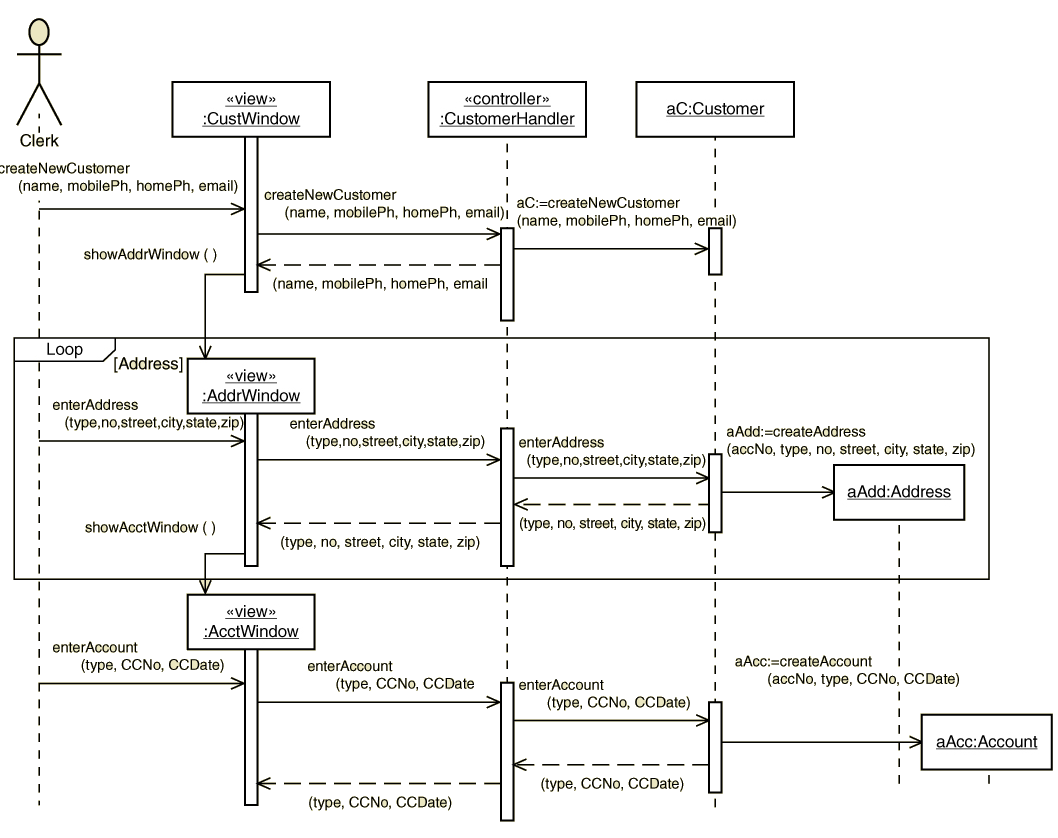 Clerk
«view»
:CustWindow
«controller»
:CustomerHandler
aC:Customer
createNewCustomer
(name, mobilePh, homePh, email)
createNewCustomer
(name, mobilePh, homePh, email)
aC:=createNewCustomer
(name, mobilePh, homePh, email)
showAddrWindow ( )
(name, mobilePh, homePh, email
Loop
[Address]
«view»
:AddrWindow
enterAddress
(type,no,street,city,state,zip)
enterAddress
(type,no,street,city,state,zip)
enterAddress
(type,no,street,city,state,zip)
aAdd:=createAddress
(accNo, type, no, street, city, state, zip)
aAdd:Address
showAcctWindow ( )
(type, no, street, city, state, zip)
(type, no, street, city, state, zip)
«view»
:AcctWindow
enterAccount
(type, CCNo, CCDate)
enterAccount
(type, CCNo, CCDate
enterAccount
(type, CCNo, CCDate)
aAcc:=createAccount
(accNo, type, CCNo, CCDate)
aAcc:Account
(type, CCNo, CCDate)
(type, CCNo, CCDate)